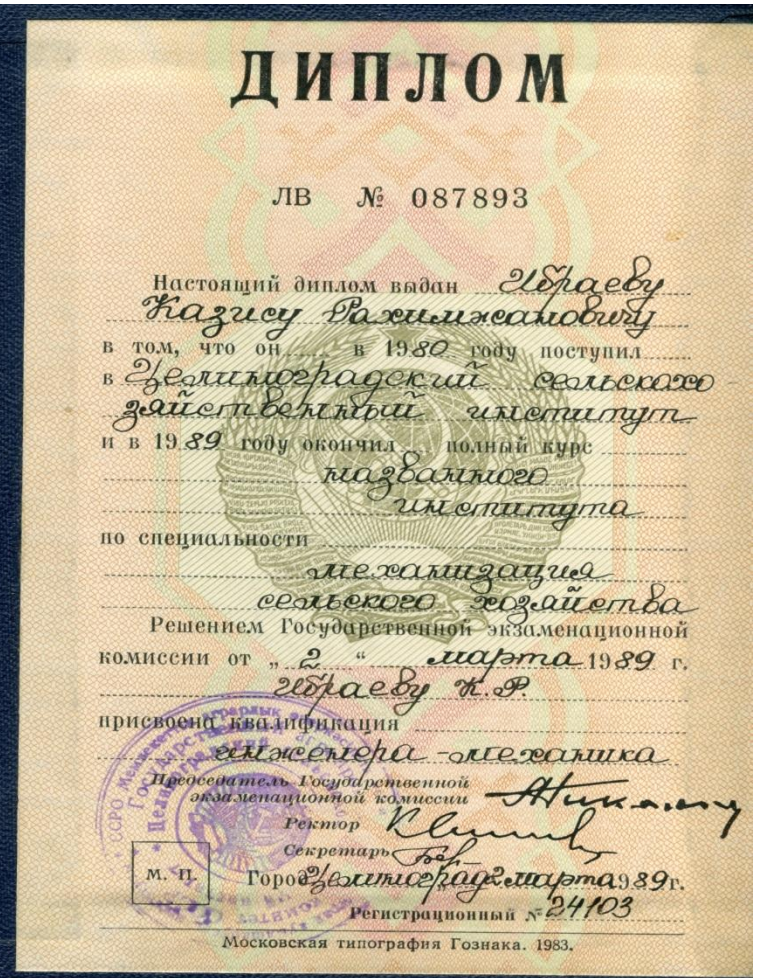 ДИПЛОМ
ЛВ № 087893
Настоящий диплом выдан Ибраеву
Казису Рахимжановичу
в том, что он в 1980 году поступил
в Целиноградский сельскохо-
зяйственный институт
и в 1989 году окончил полный курс
названного
института
по специальности
механизация
сельского хозяйства
Решением Государственной экзаменационной
комиссии от „2“ марта 1989 г.
Ибраеву К. Р.
присвоена квалификация
инженера-механика
Председатель Государственной
экзаменационной комиссии
Ректор
Секретарь
М. П.
Город Целиноград 2 марта 1989г.
Регистрационный № 24103
Московская типография Гознака. 1983.